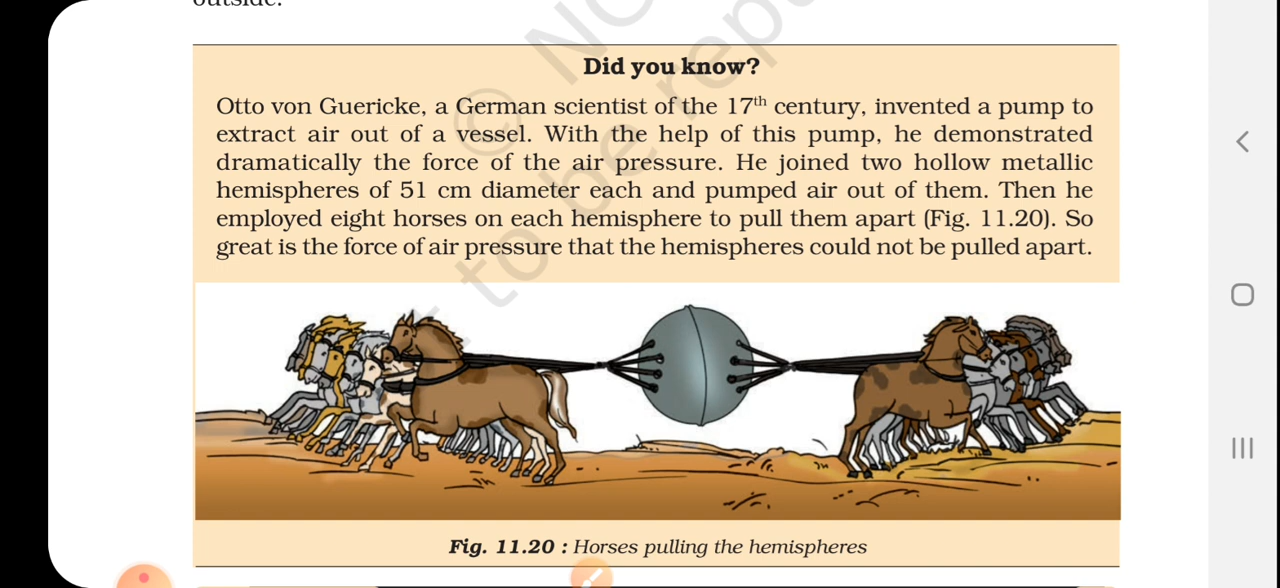 outside.
Did you know?
Otto von Guericke, a German scientist of the 17th century, invented a pump to
extract air out of a vessel. With the help of this pump, he demonstrated
dramatically the force of the air pressure. He joined two hollow metallic
hemispheres of 51 cm diameter each and pumped air out of them. Then he
employed eight horses on each hemisphere to pull them apart (Fig. 11.20). So
great is the force of air pressure that the hemispheres could not be pulled apart.
Fig. 11.20 : Horses pulling the hemispheres